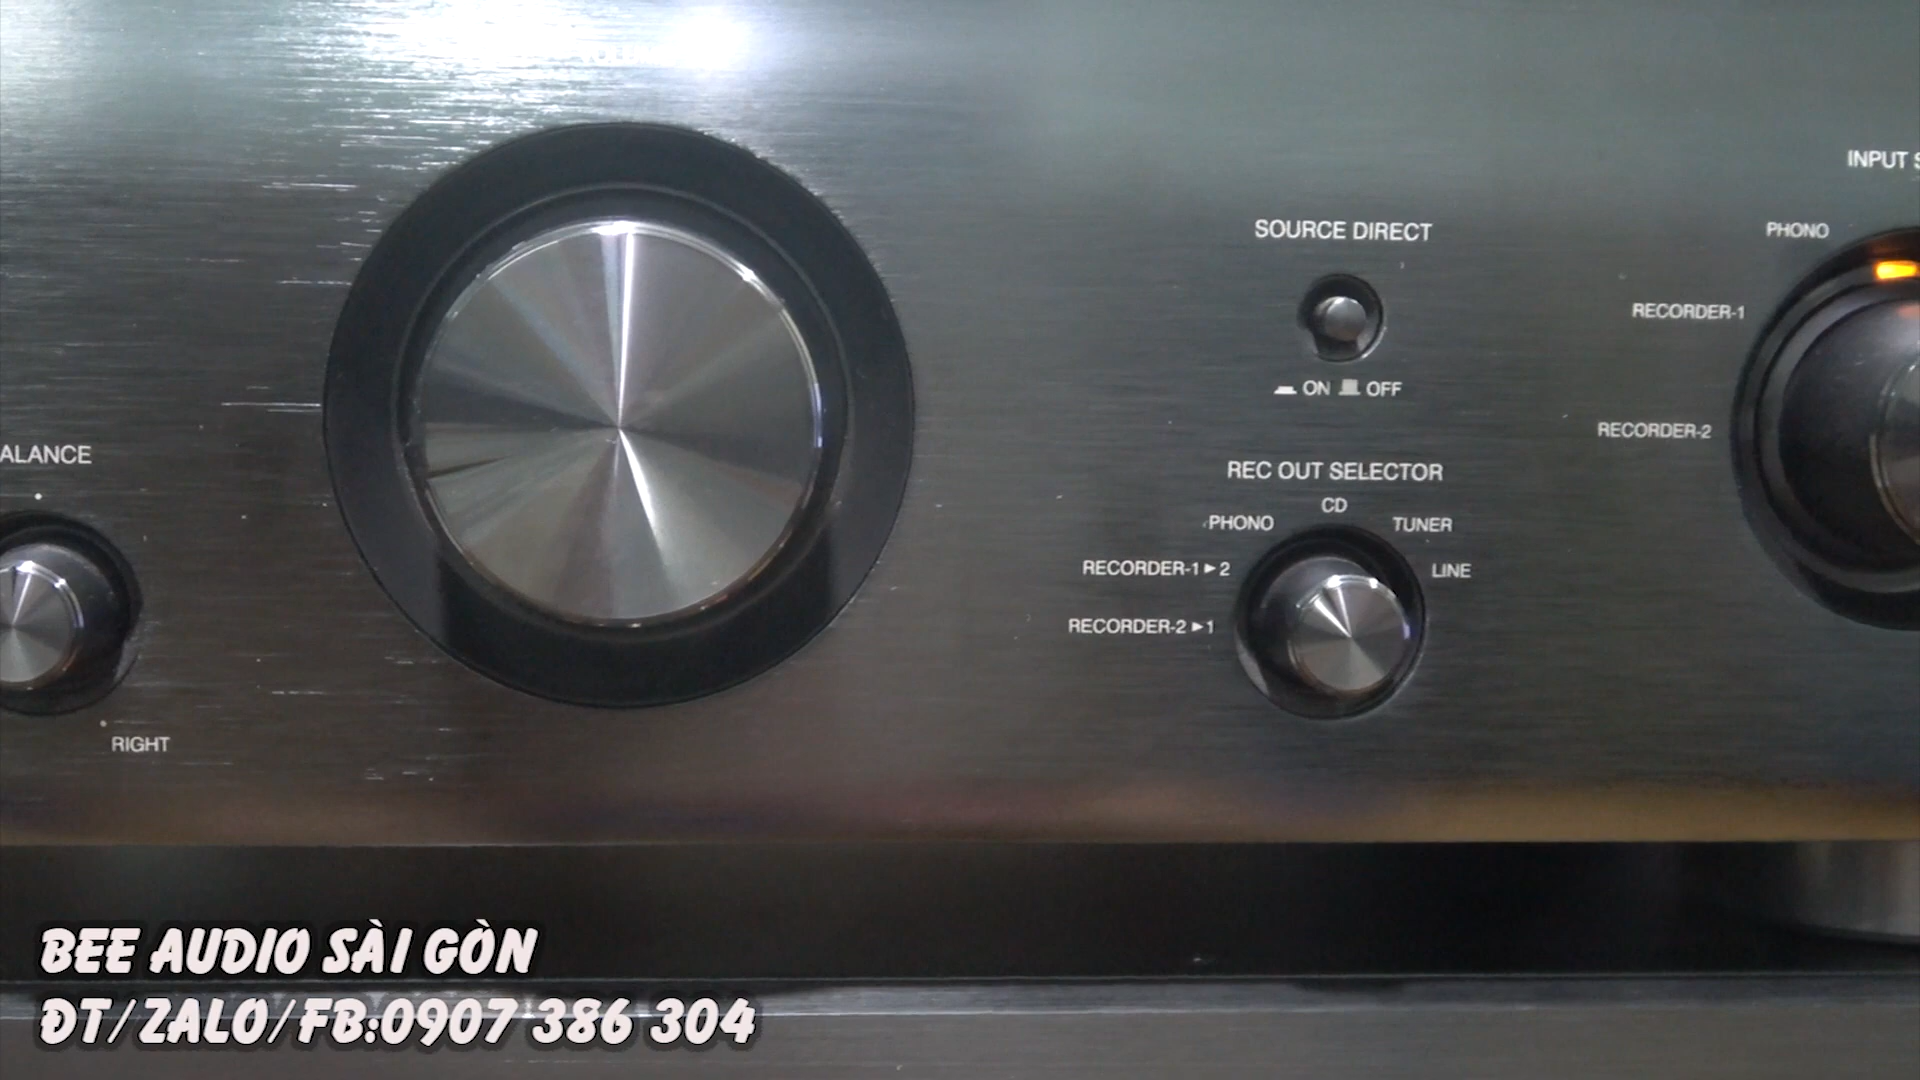 INPUT S
SOURCE DIRECT
PHONO
RECORDER-1
ON OFF
RECORDER-2
ALANCE
REC OUT SELECTOR
CD
PHONO
TUNER
RECORDER-1▶2
LINE
RECORDER-2▶1
RIGHT
BEE AUDIO SÀI GÒN
ĐT/ZALO/FB:0907 386 304